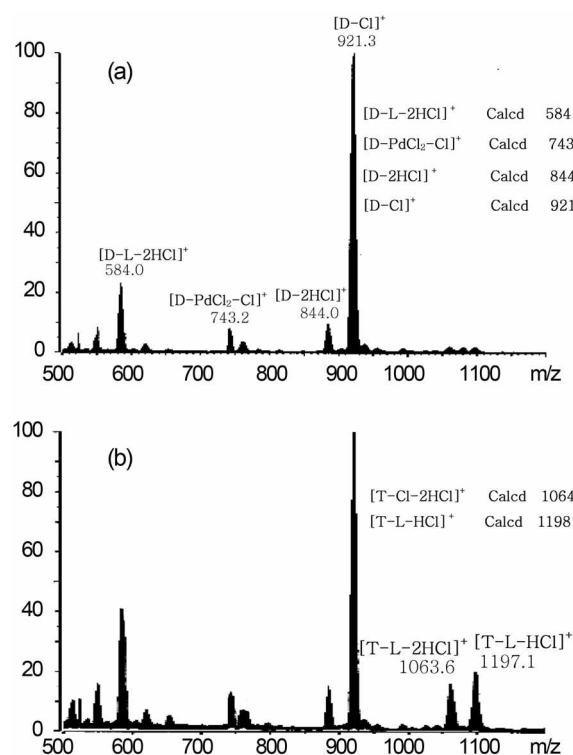 [D-Cl]⁺
921.3
100
(a)
80
[D-L-2HCl]⁺ Calcd 584
[D-PdCl₂-Cl]⁺ Calcd 743
60
[D-2HCl]⁺ Calcd 844
[D-Cl]⁺ Calcd 921
40
[D-L-2HCl]⁺
584.0
20
[D-PdCl₂-Cl]⁺
743.2
[D-2HCl]⁺
844.0
0
500 600 700 800 900 1000 1100 m/z
100
(b)
[T-Cl-2HCl]⁺ Calcd 1064
80
[T-L-HCl]⁺ Calcd 1198
60
40
[T-L-2HCl]⁺
1063.6
[T-L-HCl]⁺
1197.1
20
0
500 600 700 800 900 1000 1100 m/z